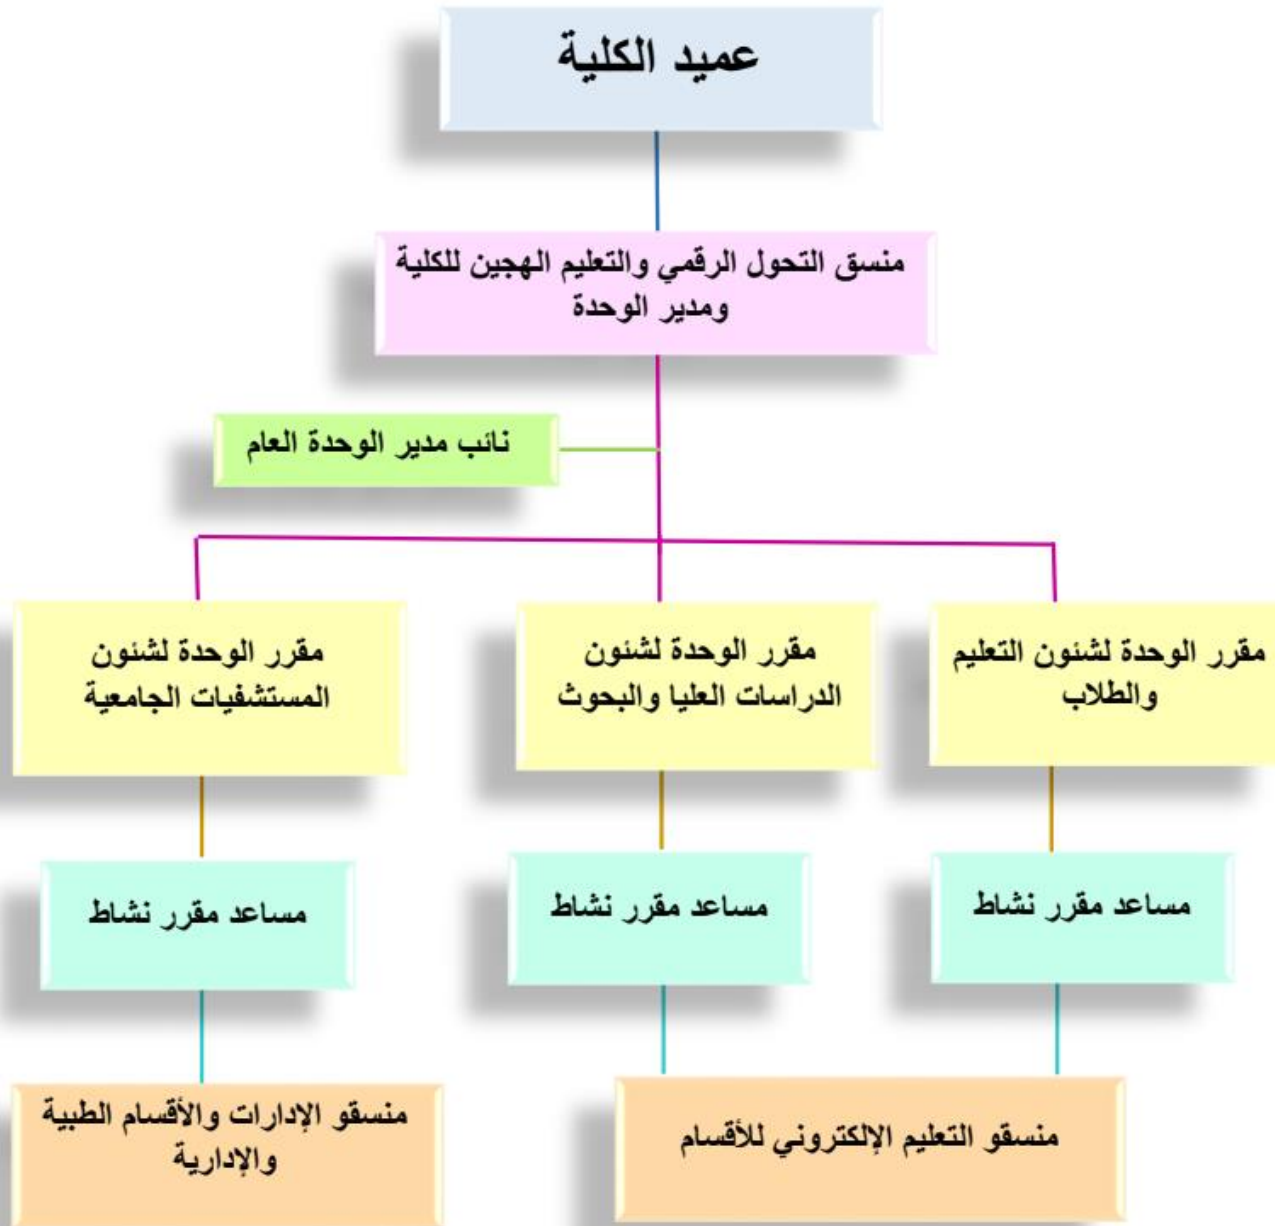 عميد الكلية
منسق التحول الرقمي والتعليم الهجين للكلية
ومدير الوحدة
نائب مدير الوحدة العام
مقرر الوحدة لشئون التعليم
والطلاب
مقرر الوحدة لشئون
الدراسات العليا والبحوث
مقرر الوحدة لشئون
المستشفيات الجامعية
مساعد مقرر نشاط
مساعد مقرر نشاط
مساعد مقرر نشاط
منسقو التعليم الإلكتروني للأقسام
منسقو الإدارات والأقسام الطبية
والإدارية